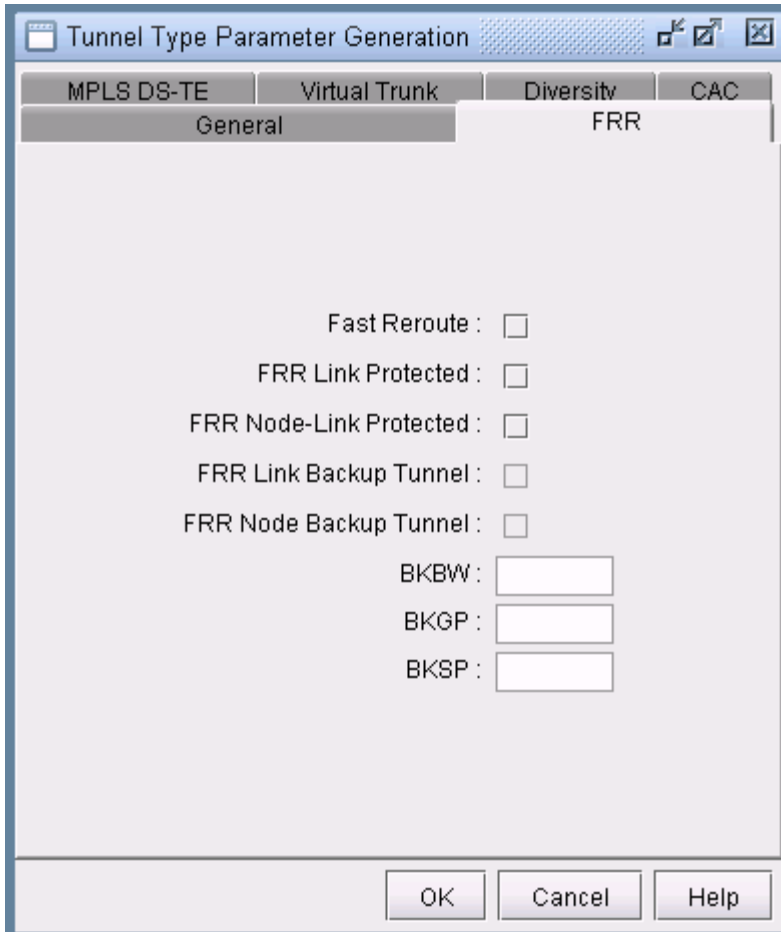 Tunnel Type Parameter Generation
MPLS DS-TE Virtual Trunk Diversity CAC
General FRR
Fast Reroute :
FRR Link Protected :
FRR Node-Link Protected :
FRR Link Backup Tunnel :
FRR Node Backup Tunnel :
BKBW :
BKGP :
BKSP :
OK Cancel Help